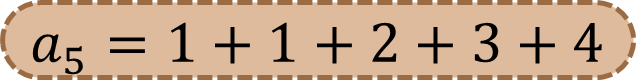 a₅ = 1 + 1 + 2 + 3 + 4